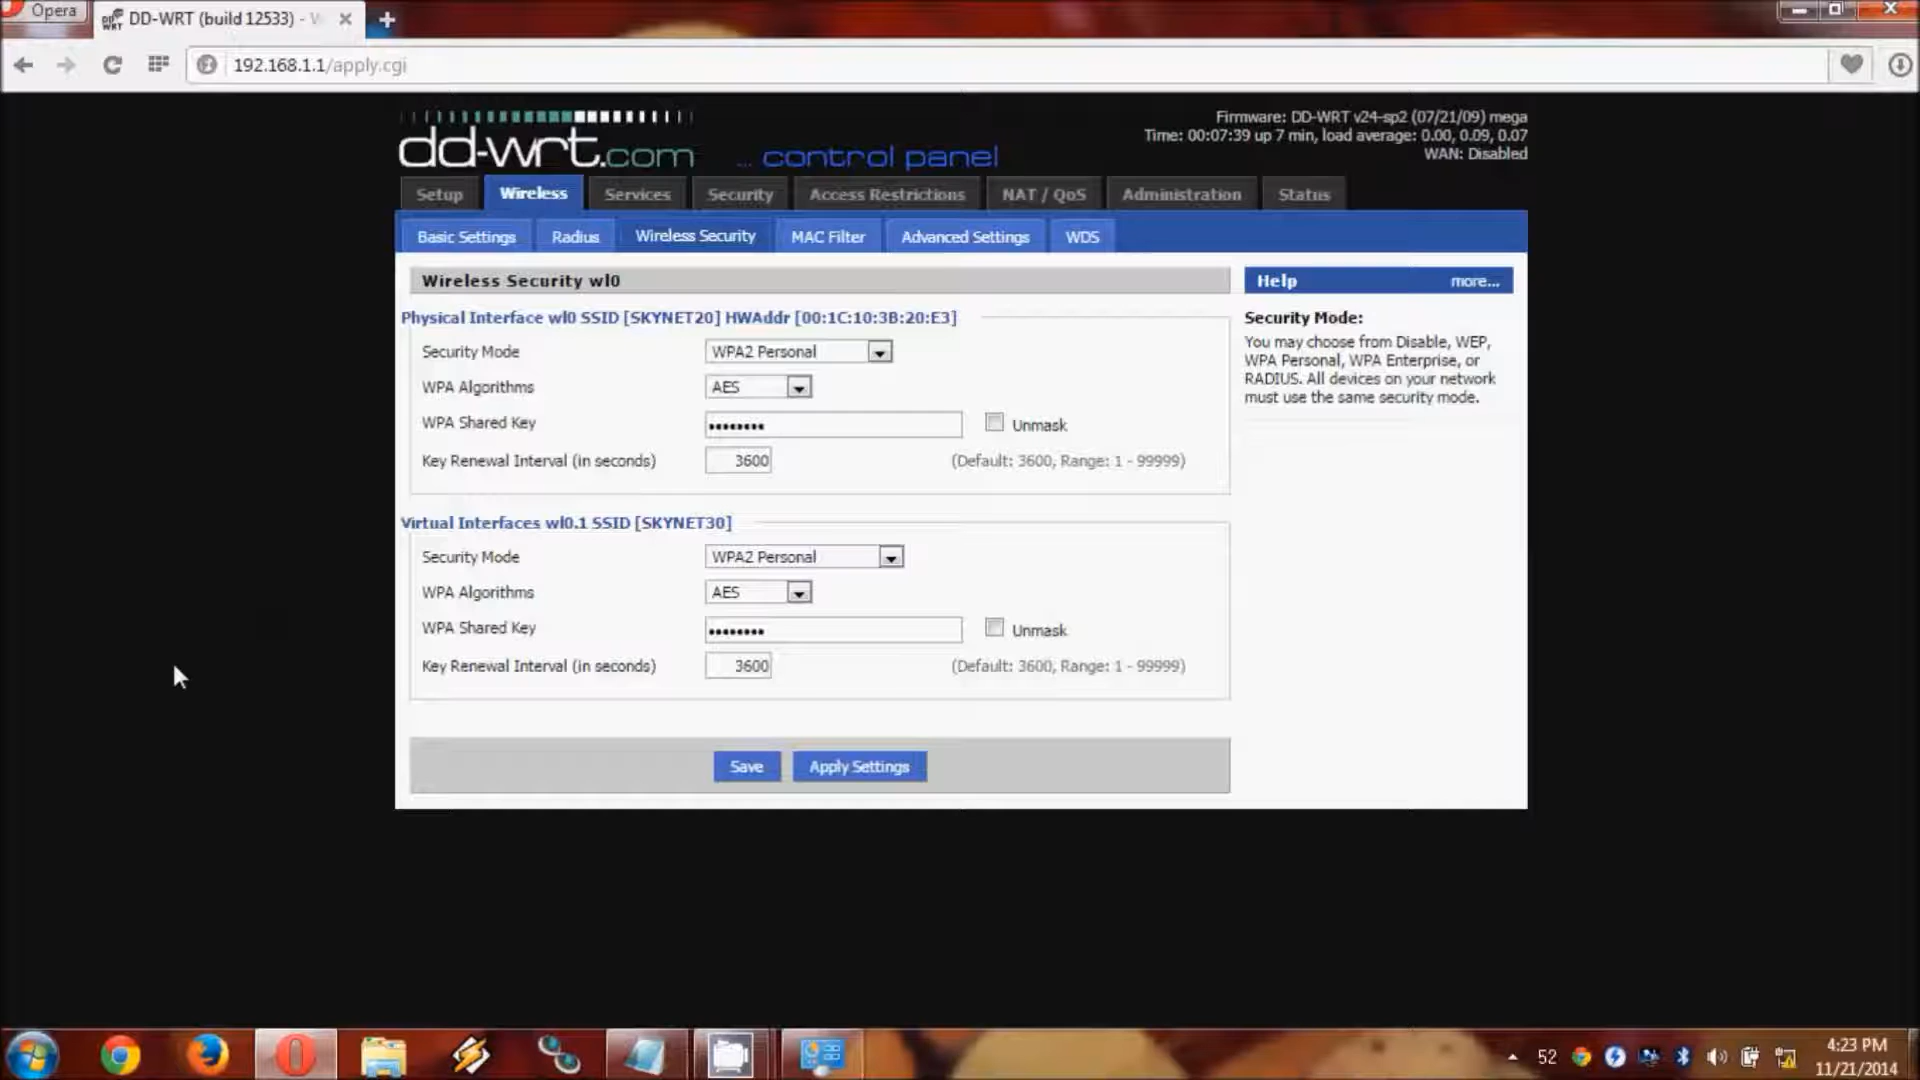 Opera
DD-WRT (build 12533) - W
192.168.1.1/apply.cgi
dd-wrt.com ... control panel
Firmware: DD-WRT v24-sp2 (07/21/09) mega
Time: 00:07:39 up 7 min, load average: 0.00, 0.09, 0.07
WAN: Disabled
Setup Wireless Services Security Access Restrictions NAT / QoS Administration Status
Basic Settings Radius Wireless Security MAC Filter Advanced Settings WDS
Wireless Security wl0
Physical Interface wl0 SSID [SKYNET20] HWAddr [00:1C:10:3B:20:E3]
Security Mode WPA2 Personal
WPA Algorithms AES
WPA Shared Key •••••••• Unmask
Key Renewal Interval (in seconds) 3600 (Default: 3600, Range: 1 - 99999)
Virtual Interfaces wl0.1 SSID [SKYNET30]
Security Mode WPA2 Personal
WPA Algorithms AES
WPA Shared Key •••••••• Unmask
Key Renewal Interval (in seconds) 3600 (Default: 3600, Range: 1 - 99999)
Save Apply Settings
Help more...
Security Mode:
You may choose from Disable, WEP,
WPA Personal, WPA Enterprise, or
RADIUS. All devices on your network
must use the same security mode.
52
4:23 PM
11/21/2014